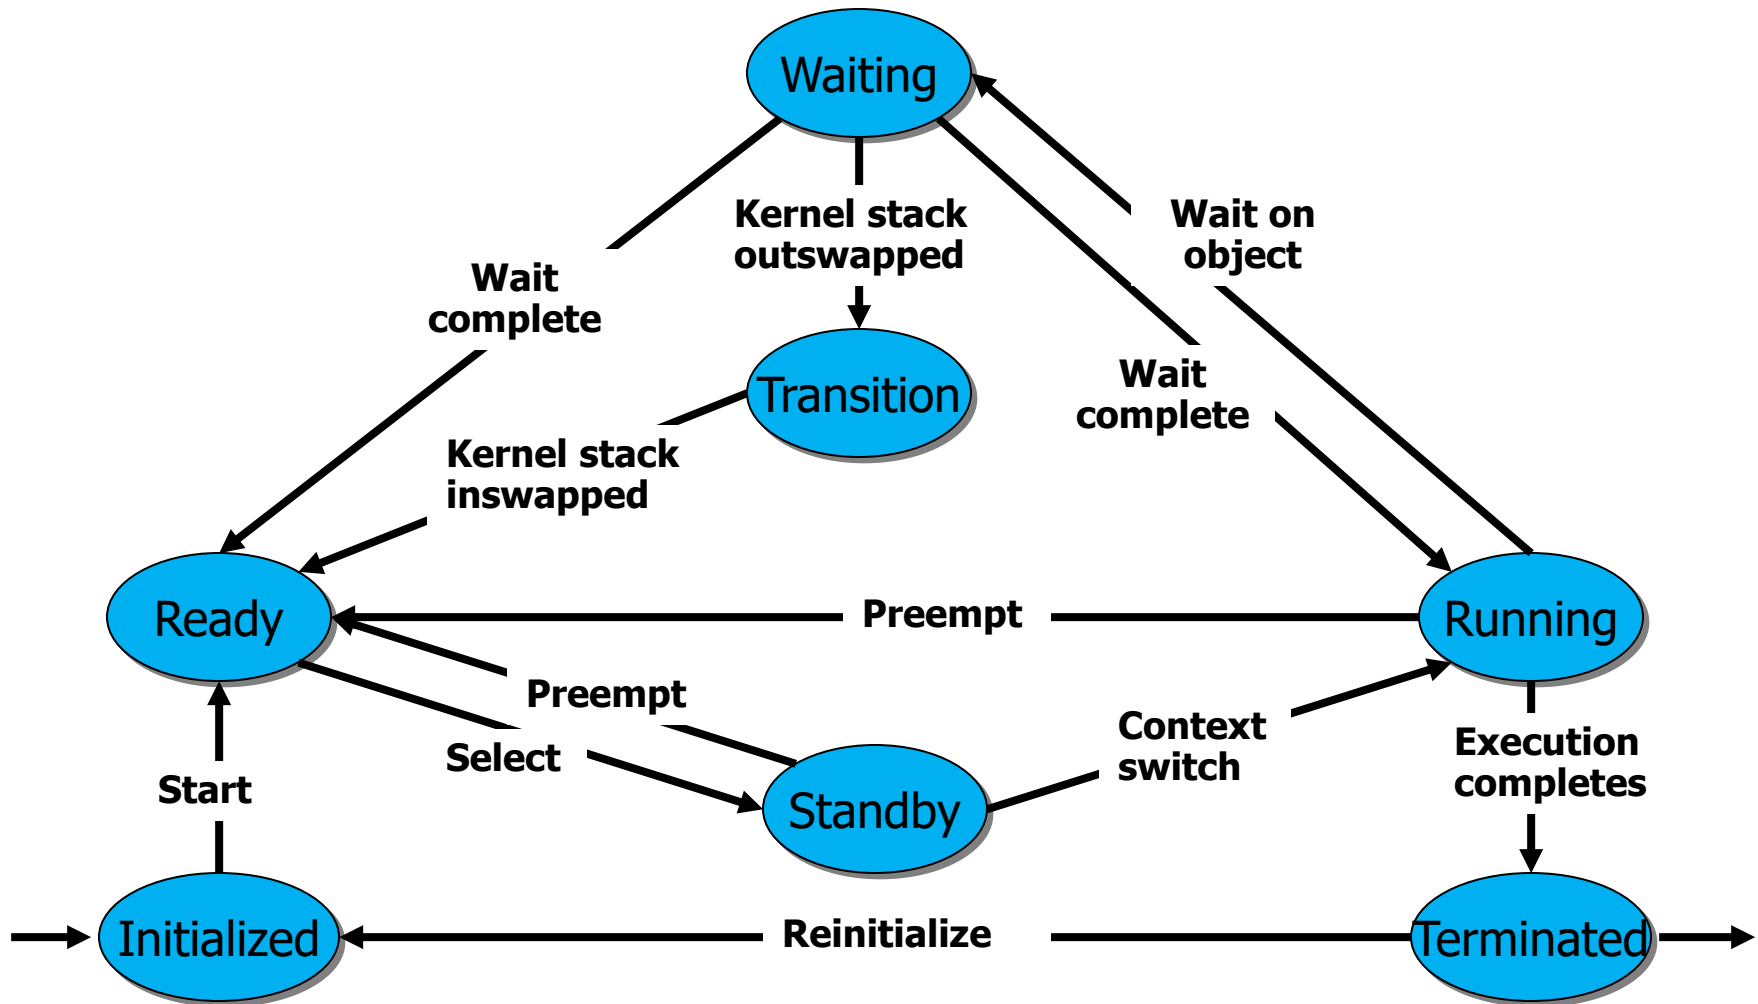 Waiting
Kernel stack
outswapped
Wait on
object
Wait
complete
Wait
complete
Transition
Kernel stack
inswapped
Ready
Preempt
Running
Preempt
Select
Context
switch
Execution
completes
Start
Standby
Initialized
Reinitialize
Terminated